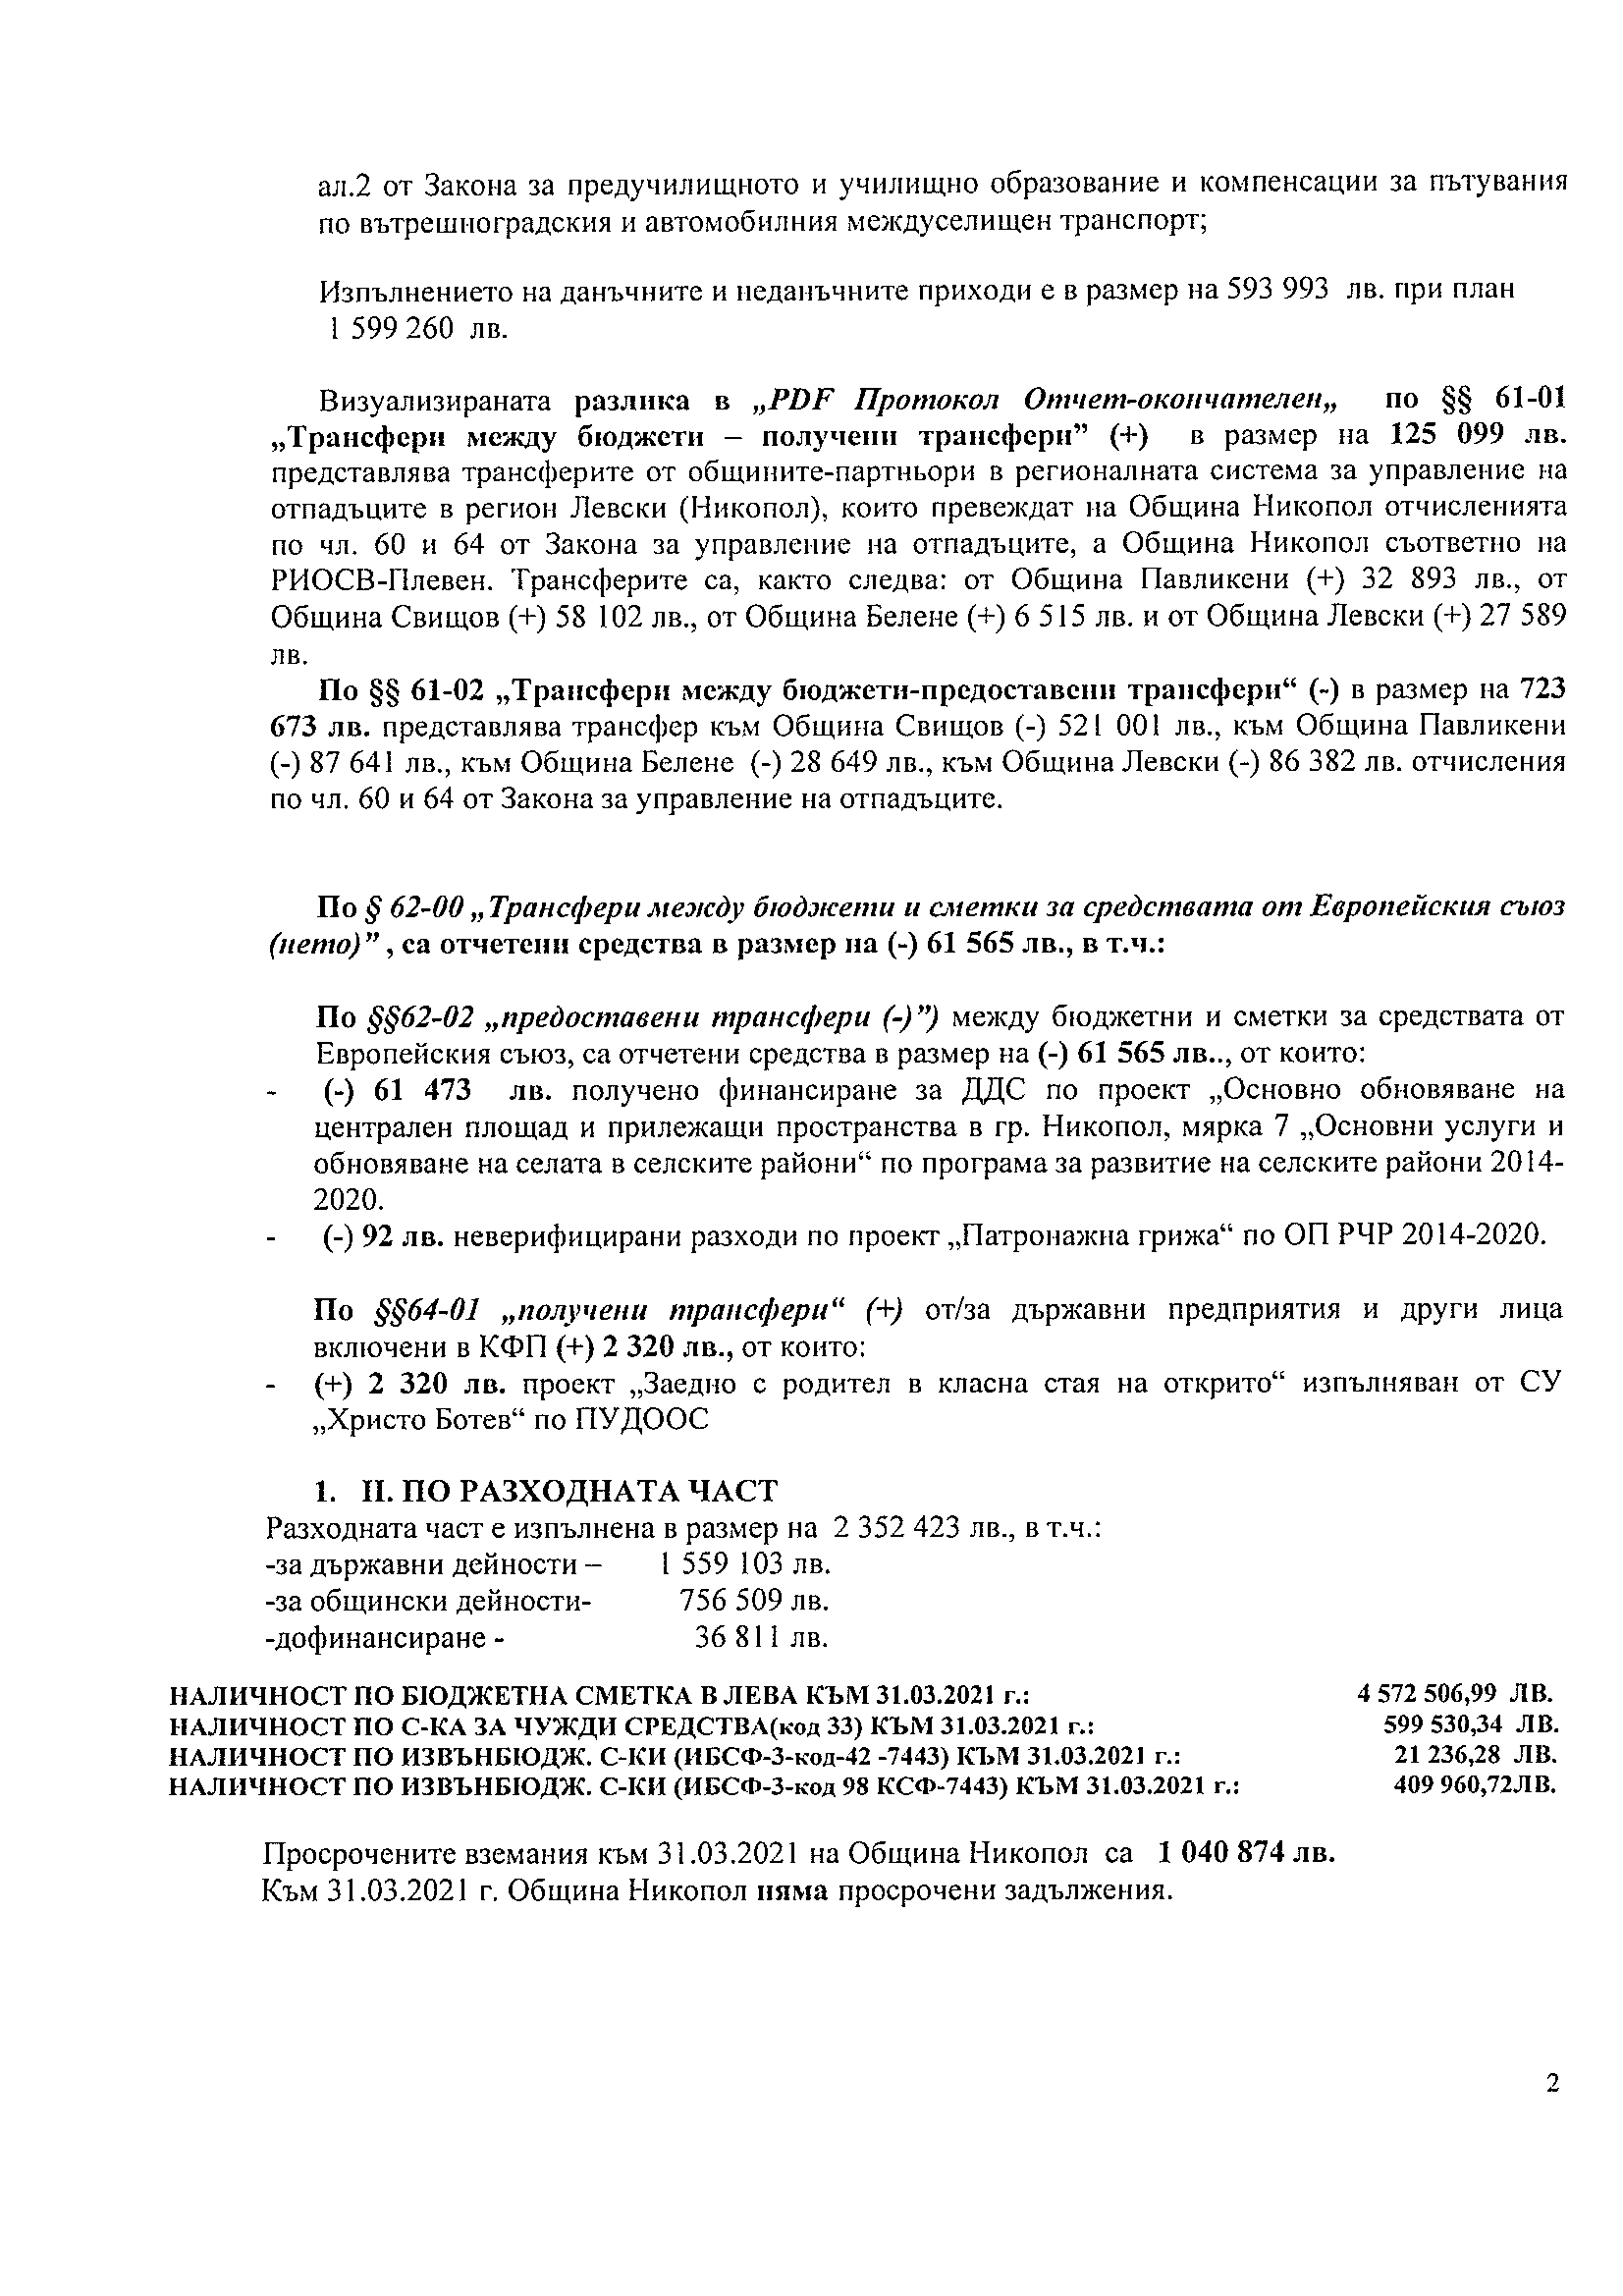 ал.2 от Закона за предучилищното и училищно образование и компенсации за пътувания
по вътрешноградския и автомобилния междуселищен транспорт;
Изпълнението на данъчните и неданъчните приходи е в размер на 593 993 лв. при план
1 599 260 лв.
Визуализираната разлика в „PDF Протокол Отчет-окончателен„ по §§ 61-01
„Трансфери между бюджети – получени трансфери” (+) в размер на 125 099 лв.
представлява трансферите от общините-партньори в регионалната система за управление на
отпадъците в регион Левски (Никопол), които превеждат на Община Никопол отчисленията
по чл. 60 и 64 от Закона за управление на отпадъците, а Община Никопол съответно на
РИОСВ-Плевен. Трансферите са, както следва: от Община Павликени (+) 32 893 лв., от
Община Свищов (+) 58 102 лв., от Община Белене (+) 6 515 лв. и от Община Левски (+) 27 589
лв.
По §§ 61-02 „Трансфери между бюджети-предоставени трансфери“ (-) в размер на 723
673 лв. представлява трансфер към Община Свищов (-) 521 001 лв., към Община Павликени
(-) 87 641 лв., към Община Белене (-) 28 649 лв., към Община Левски (-) 86 382 лв. отчисления
по чл. 60 и 64 от Закона за управление на отпадъците.
По § 62-00 „Трансфери между бюджети и сметки за средствата от Европейския съюз
(нето)” , са отчетени средства в размер на (-) 61 565 лв., в т.ч.:
По §§62-02 „предоставени трансфери (-)”) между бюджетни и сметки за средствата от
Европейския съюз, са отчетени средства в размер на (-) 61 565 лв.., от които:
- (-) 61 473 лв. получено финансиране за ДДС по проект „Основно обновяване на
централен площад и прилежащи пространства в гр. Никопол, мярка 7 „Основни услуги и
обновяване на селата в селските райони“ по програма за развитие на селските райони 2014-
2020.
- (-) 92 лв. неверифицирани разходи по проект „Патронажна грижа“ по ОП РЧР 2014-2020.
По §§64-01 „получени трансфери“ (+) от/за държавни предприятия и други лица
включени в КФП (+) 2 320 лв., от които:
- (+) 2 320 лв. проект „Заедно с родител в класна стая на открито“ изпълняван от СУ
„Христо Ботев“ по ПУДООС
1. II. ПО РАЗХОДНАТА ЧАСТ
Разходната част е изпълнена в размер на 2 352 423 лв., в т.ч.:
-за държавни дейности – 1 559 103 лв.
-за общински дейности- 756 509 лв.
-дофинансиране - 36 811 лв.
НАЛИЧНОСТ ПО БЮДЖЕТНА СМЕТКА В ЛЕВА КЪМ 31.03.2021 г.: 4 572 506,99 ЛВ.
НАЛИЧНОСТ ПО С-КА ЗА ЧУЖДИ СРЕДСТВА(код 33) КЪМ 31.03.2021 г.: 599 530,34 ЛВ.
НАЛИЧНОСТ ПО ИЗВЪНБЮДЖ. С-КИ (ИБСФ-3-код-42 -7443) КЪМ 31.03.2021 г.: 21 236,28 ЛВ.
НАЛИЧНОСТ ПО ИЗВЪНБЮДЖ. С-КИ (ИБСФ-3-код 98 КСФ-7443) КЪМ 31.03.2021 г.: 409 960,72ЛВ.
Просрочените вземания към 31.03.2021 на Община Никопол са 1 040 874 лв.
Към 31.03.2021 г. Община Никопол няма просрочени задължения.
2